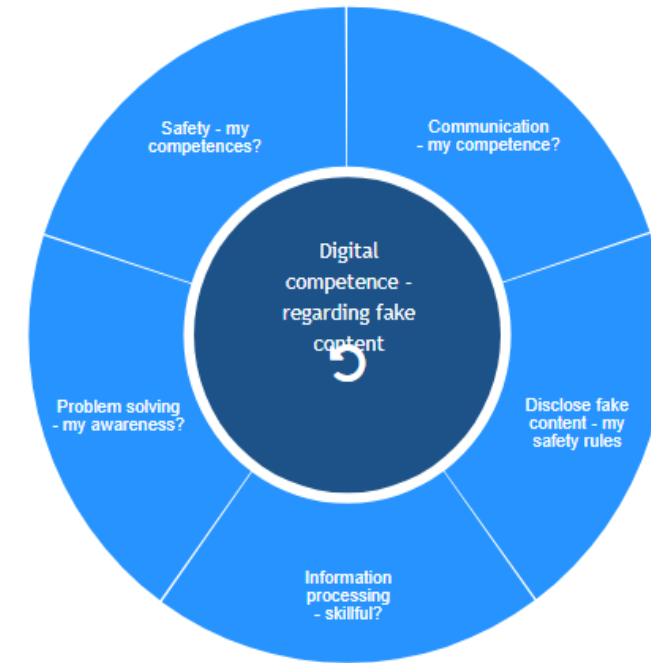 Safety - my
competences?
Communication
- my competence?
Digital
competence -
regarding fake
content
Problem solving
- my awareness?
Disclose fake
content - my
safety rules
Information
processing
- skillful?